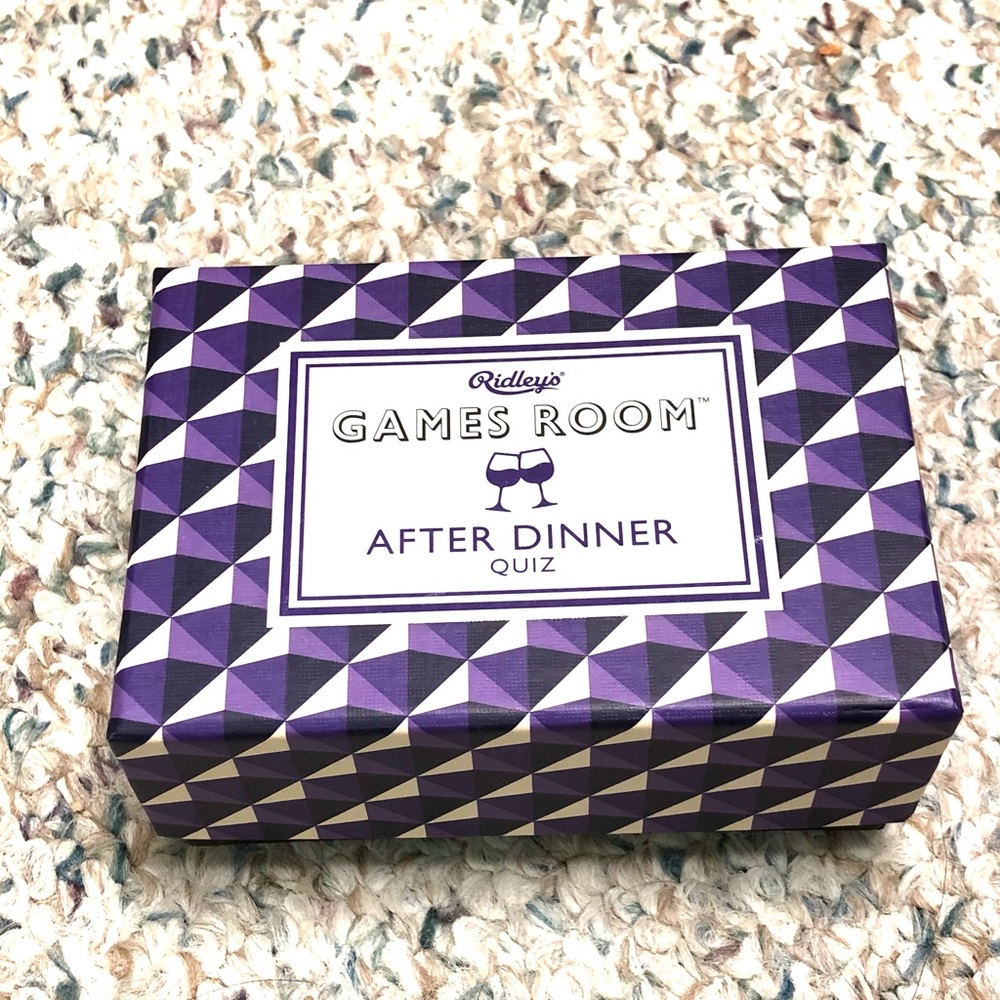 Ridley's®
GAMES ROOM™
AFTER DINNER
QUIZ